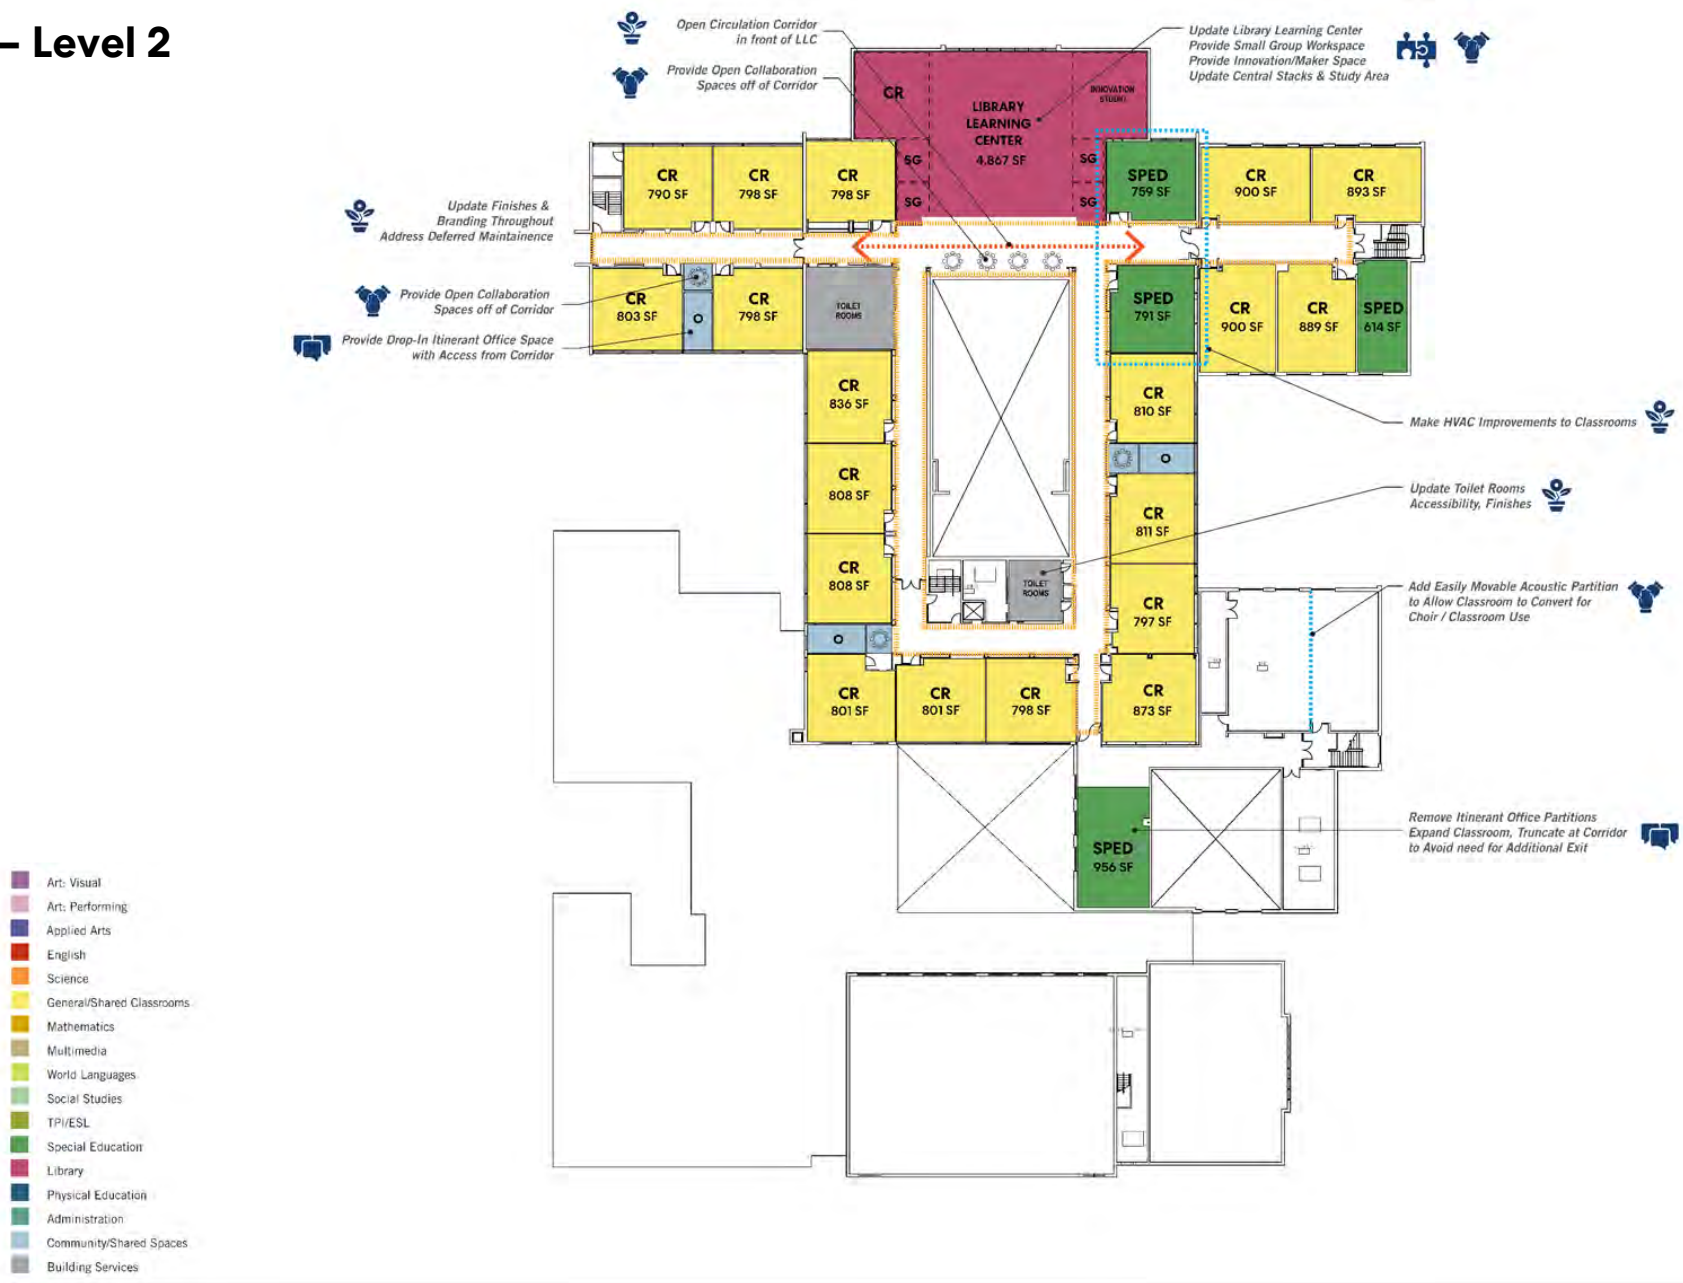 – Level 2
Open Circulation Corridor
in front of LLC
Provide Open Collaboration
Spaces off of Corridor
Update Library Learning Center
Provide Small Group Workspace
Provide Innovation/Maker Space
Update Central Stacks & Study Area
CR
LIBRARY
LEARNING
CENTER
4,867 SF
INNOVATION
SG
SG
SG
SG
CR
790 SF
CR
798 SF
CR
798 SF
SPED
759 SF
CR
900 SF
CR
893 SF
Update Finishes &
Branding Throughout
Address Deferred Maintainence
Provide Open Collaboration
Spaces off of Corridor
Provide Drop-In Itinerant Office Space
with Access from Corridor
CR
803 SF
O
CR
798 SF
TOILET
ROOMS
SPED
791 SF
CR
900 SF
CR
889 SF
SPED
614 SF
CR
836 SF
CR
810 SF
Make HVAC Improvements to Classrooms
O
CR
808 SF
CR
811 SF
Update Toilet Rooms
Accessibility, Finishes
CR
808 SF
TOILET
ROOMS
CR
797 SF
Add Easily Movable Acoustic Partition
to Allow Classroom to Convert for
Choir / Classroom Use
O
CR
801 SF
CR
801 SF
CR
798 SF
CR
873 SF
SPED
956 SF
Remove Itinerant Office Partitions
Expand Classroom, Truncate at Corridor
to Avoid need for Additional Exit
Art: Visual
Art: Performing
Applied Arts
English
Science
General/Shared Classrooms
Mathematics
Multimedia
World Languages
Social Studies
TPI/ESL
Special Education
Library
Physical Education
Administration
Community/Shared Spaces
Building Services